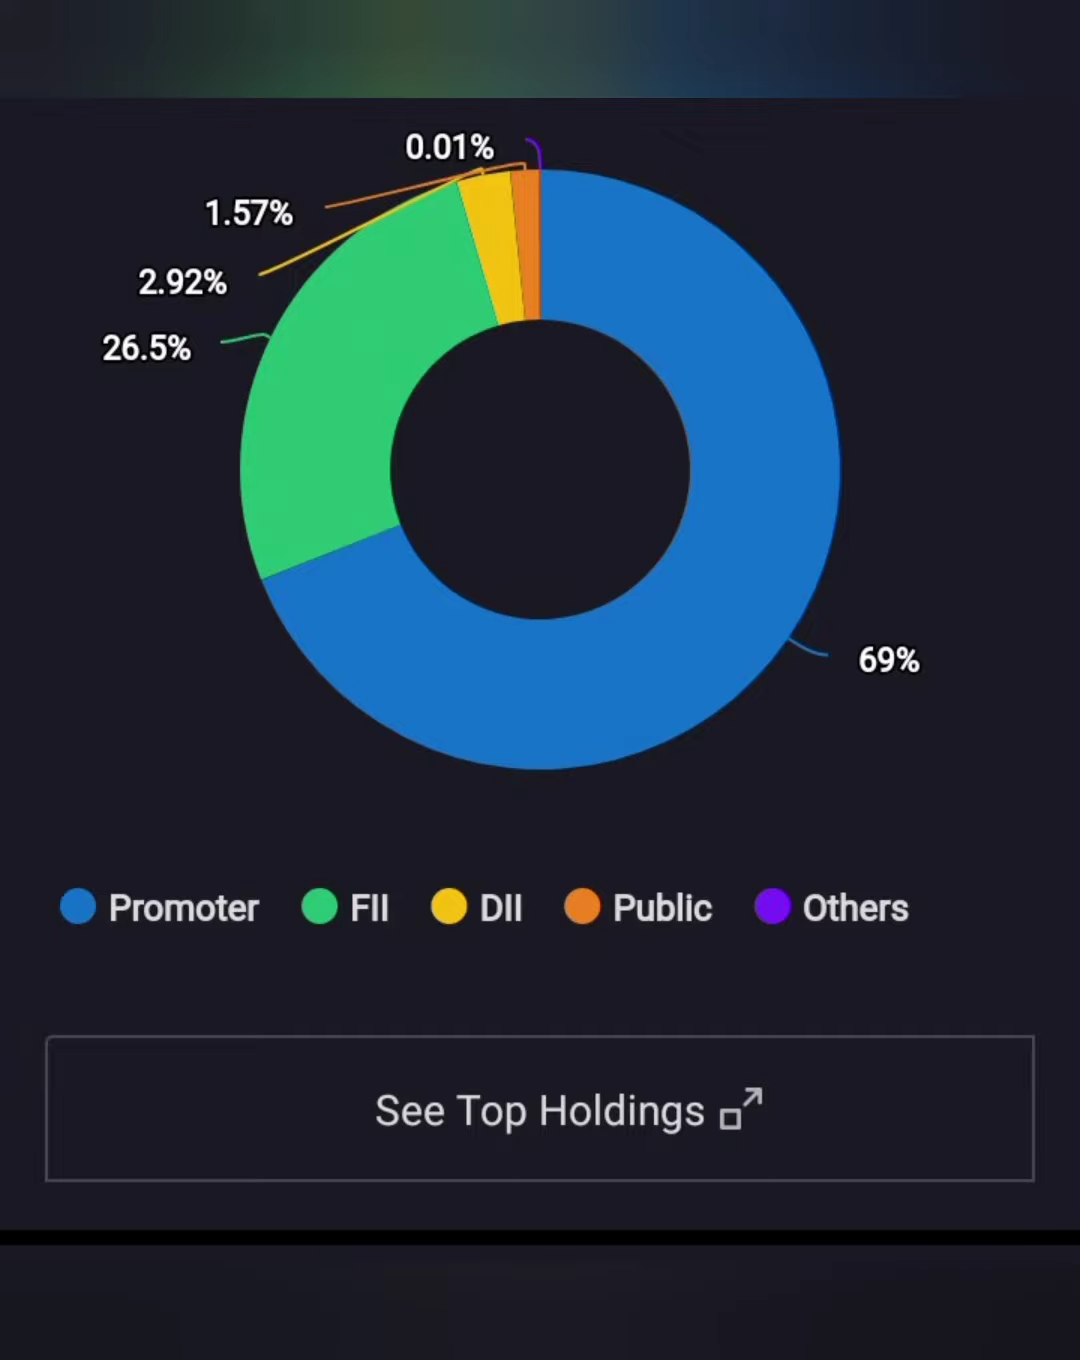 0.01%
1.57%
2.92%
26.5%
69%
Promoter FII DII Public Others
See Top Holdings